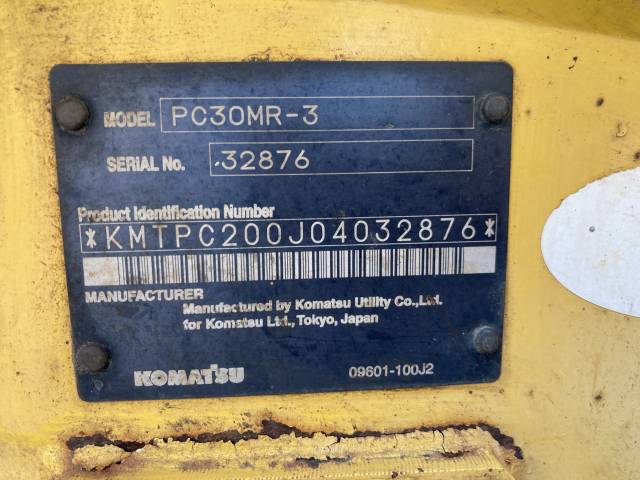 MODEL PC30MR-3
SERIAL No. 32876
Product Identification Number
*KMTPC200J04032876*
MANUFACTURER
Manufactured by Komatsu Utility Co.,Ltd.
for Komatsu Ltd., Tokyo, Japan
KOMATSU
09601-100J2